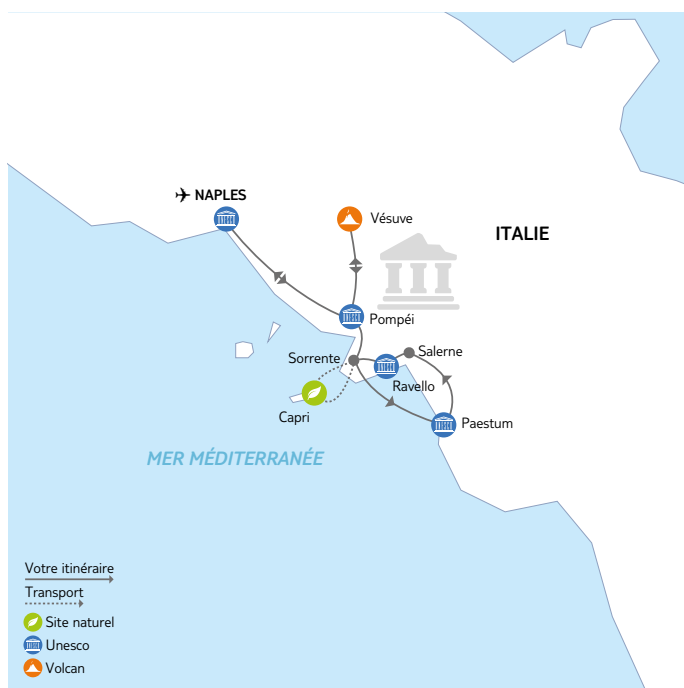 NAPLES
Vésuve
ITALIE
Pompéi
Sorrente
Salerne
Ravello
Capri
Paestum
MER MÉDITERRANÉE
Votre itinéraire
Transport
Site naturel
Unesco
Volcan